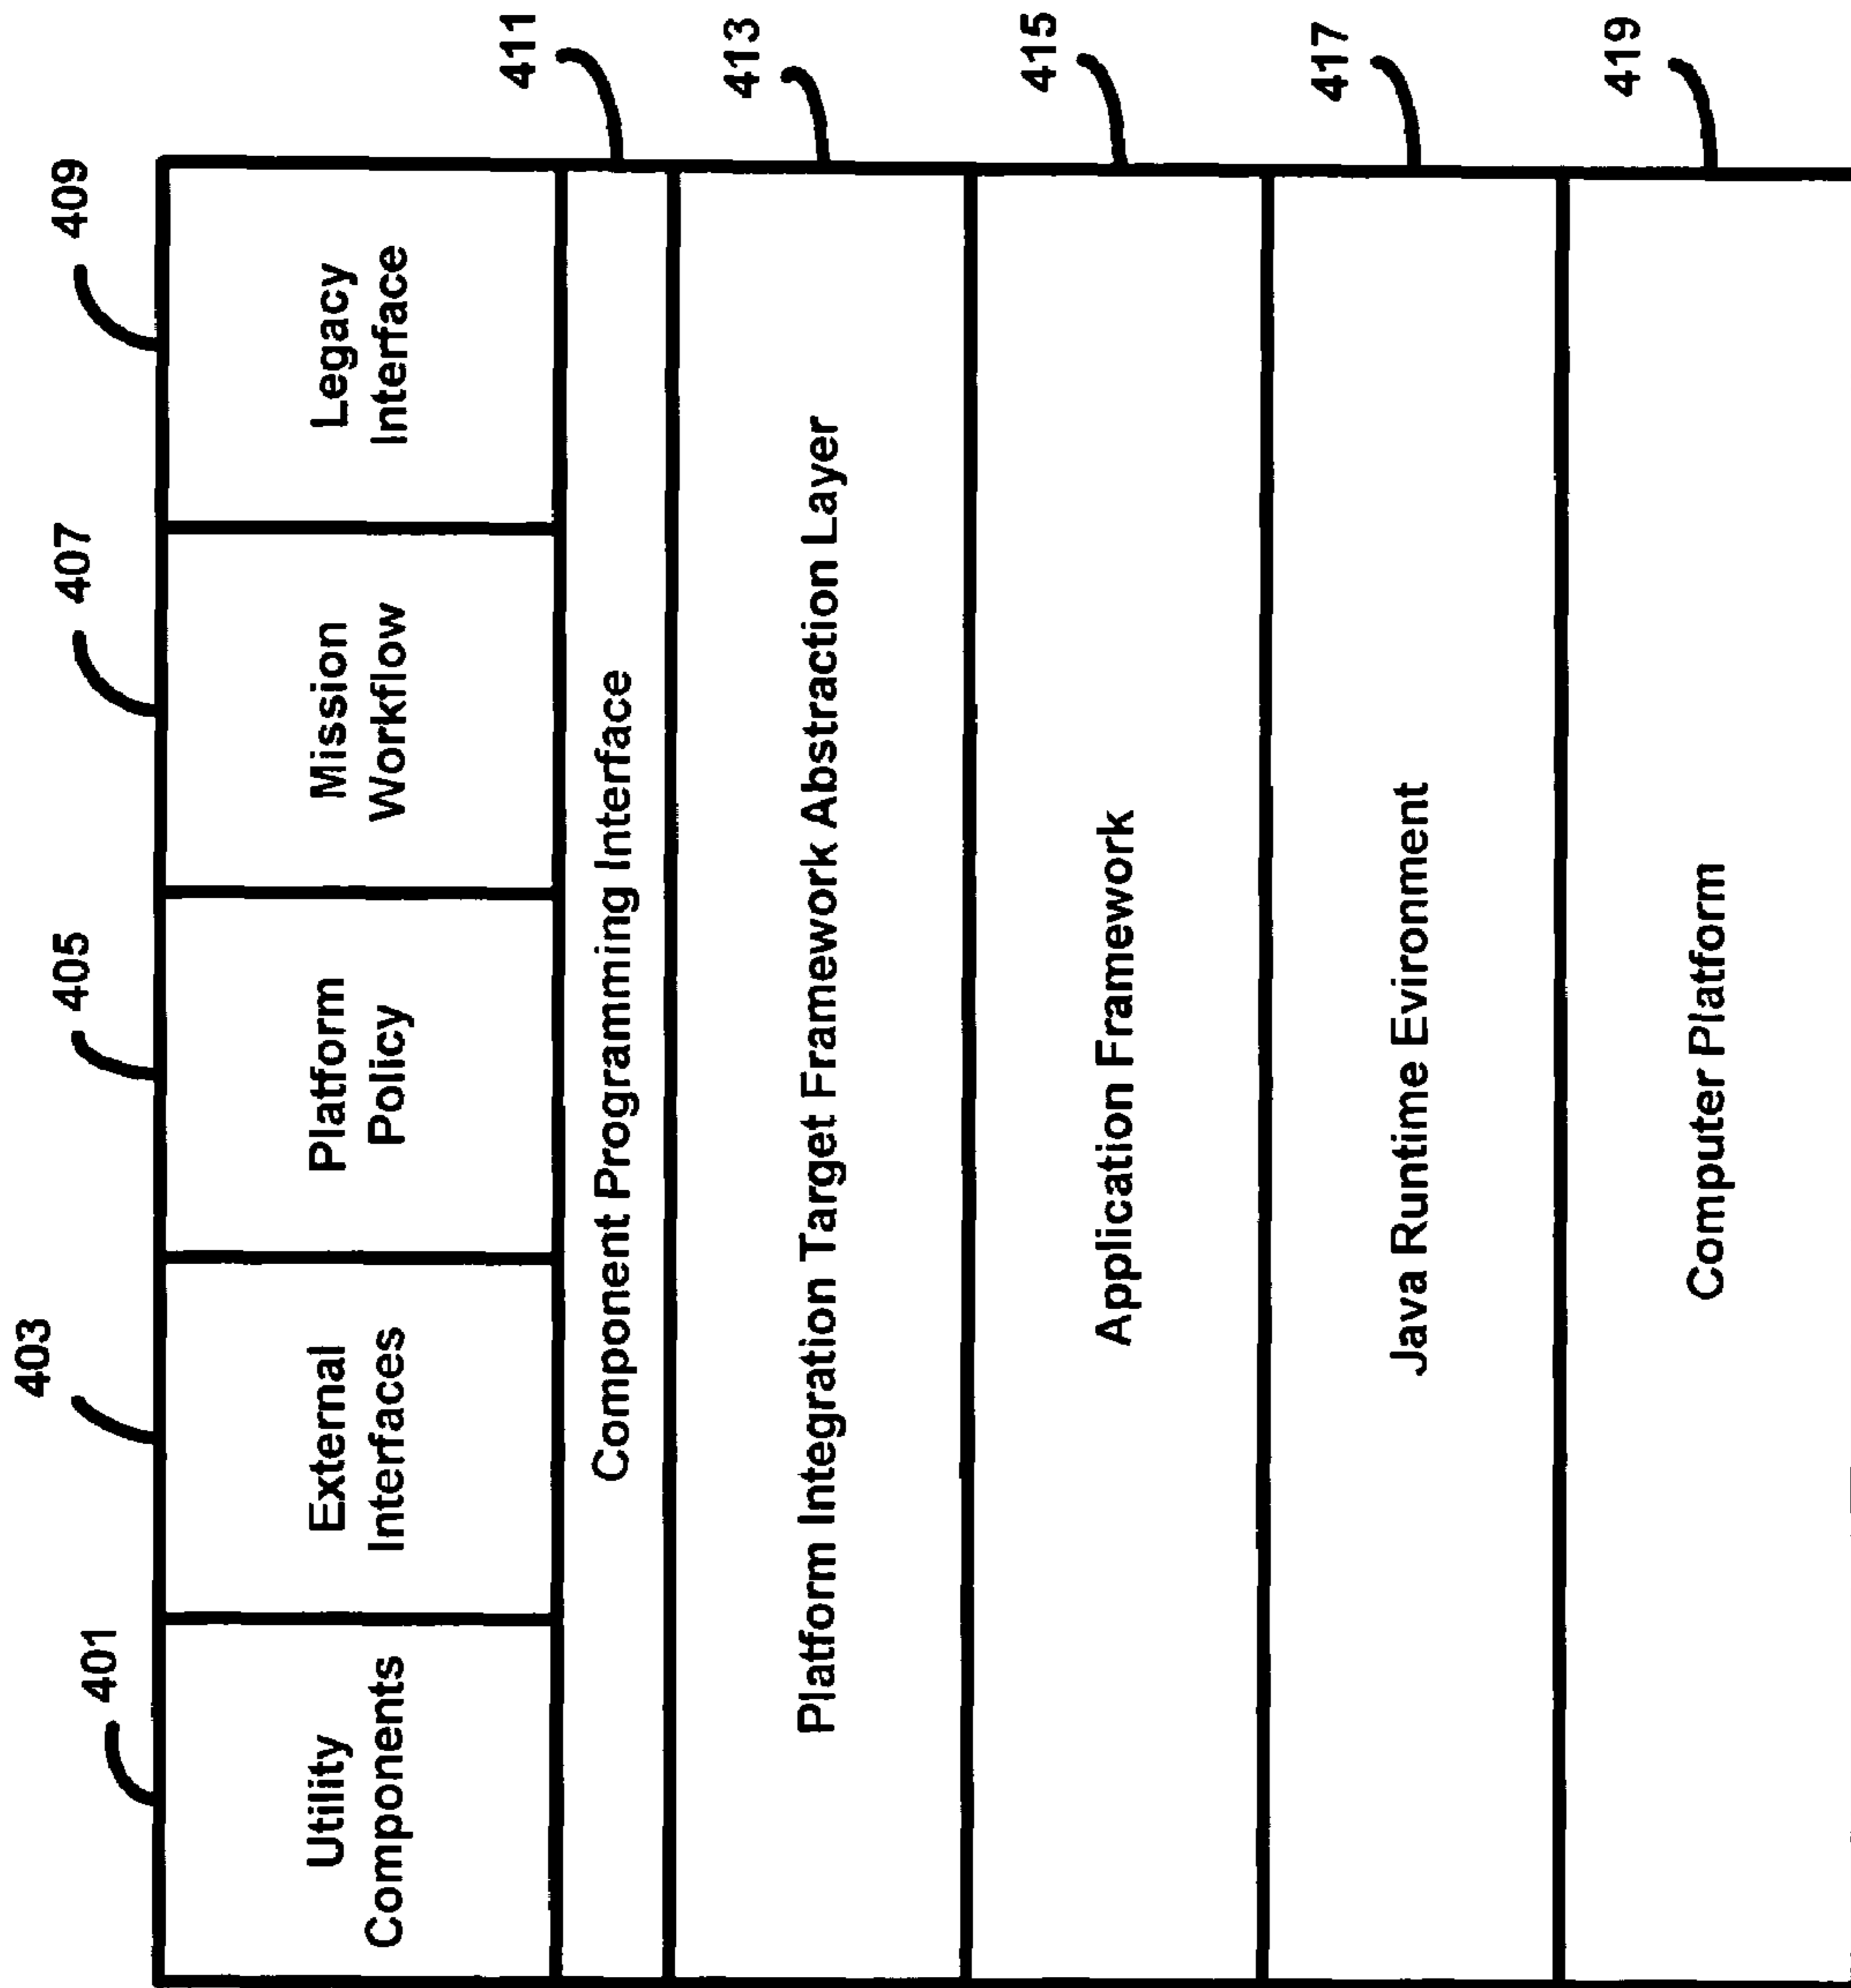 401
403
405
407
409
Utility
Components
External
Interfaces
Platform
Policy
Mission
Workflow
Legacy
Interface
Component Programming Interface
411
Platform Integration Target Framework Abstraction Layer
413
Application Framework
415
Java Runtime Evironment
417
Computer Platform
419